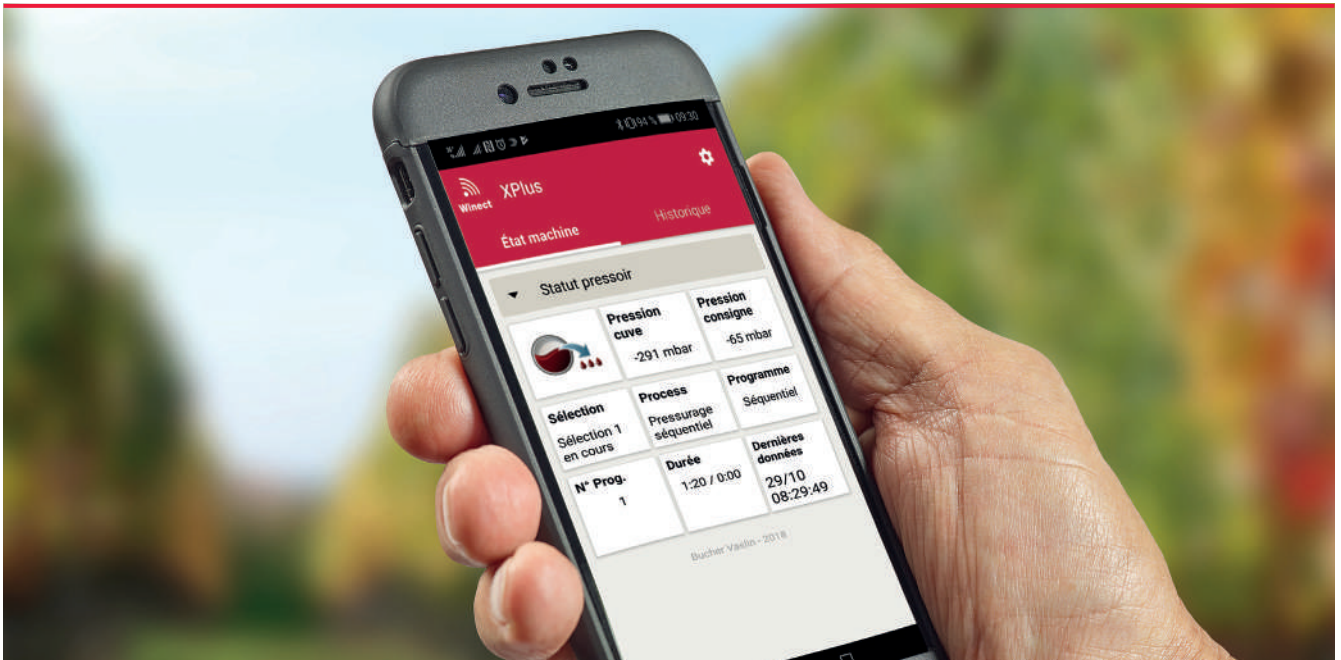 94 % 09:30
Winect
XPlus
État machine
Historique
Statut pressoir
Pression
cuve
-291 mbar
Pression
consigne
-65 mbar
Sélection
Sélection 1
en cours
Process
Pressurage
séquentiel
Programme
Séquentiel
N° Prog.
1
Durée
1:20 / 0:00
Dernières
données
29/10
08:29:49
Bucher Vaslin - 2018